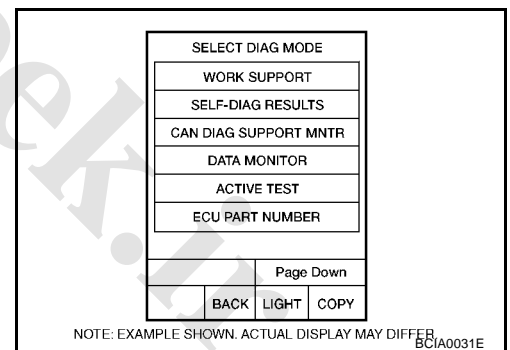 SELECT DIAG MODE
WORK SUPPORT
SELF-DIAG RESULTS
CAN DIAG SUPPORT MNTR
DATA MONITOR
ACTIVE TEST
ECU PART NUMBER
Page Down
BACK LIGHT COPY
NOTE: EXAMPLE SHOWN. ACTUAL DISPLAY MAY DIFFER
BCIA0031E